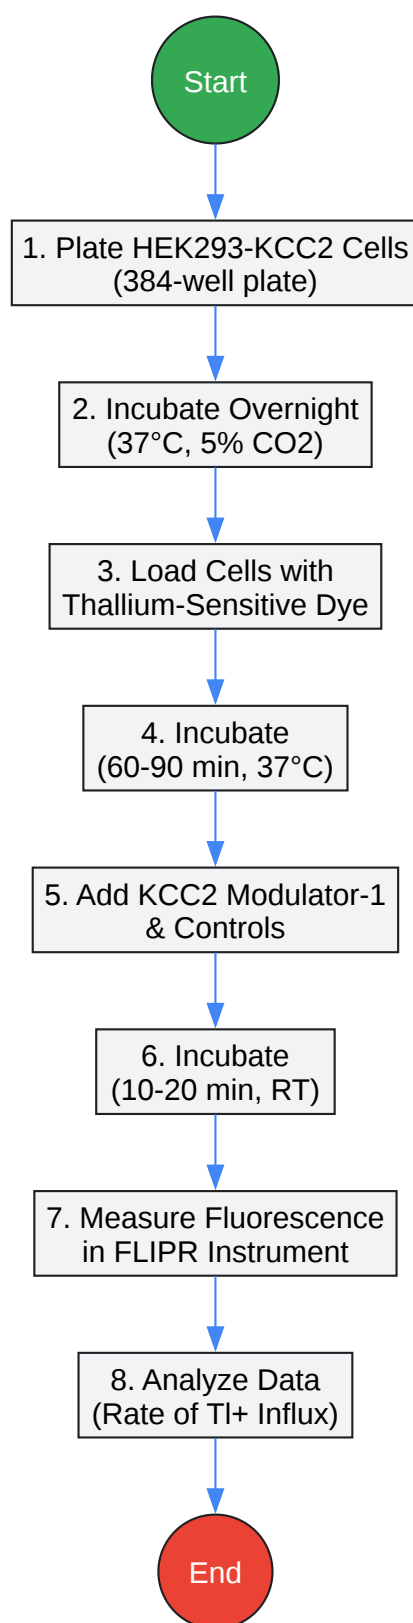 Start
1. Plate HEK293-KCC2 Cells
(384-well plate)
2. Incubate Overnight
(37°C, 5% CO2)
3. Load Cells with
Thallium-Sensitive Dye
4. Incubate
(60-90 min, 37°C)
5. Add KCC2 Modulator-1
& Controls
6. Incubate
(10-20 min, RT)
7. Measure Fluorescence
in FLIPR Instrument
8. Analyze Data
(Rate of Tl+ Influx)
End